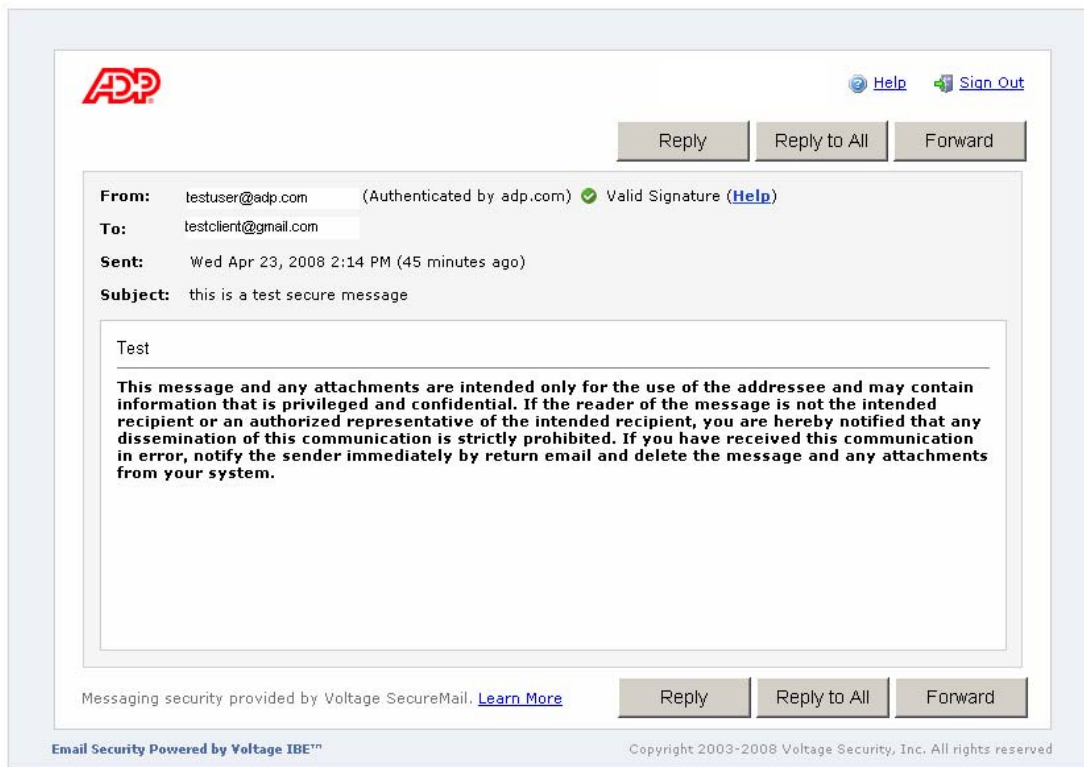 ADP
Help Sign Out
Reply Reply to All Forward
From: testuser@adp.com (Authenticated by adp.com) Valid Signature (Help)
To: testclient@gmail.com
Sent: Wed Apr 23, 2008 2:14 PM (45 minutes ago)
Subject: this is a test secure message
Test
This message and any attachments are intended only for the use of the addressee and may contain
information that is privileged and confidential. If the reader of the message is not the intended
recipient or an authorized representative of the intended recipient, you are hereby notified that any
dissemination of this communication is strictly prohibited. If you have received this communication
in error, notify the sender immediately by return email and delete the message and any attachments
from your system.
Messaging security provided by Voltage SecureMail. Learn More Reply Reply to All Forward
Email Security Powered by Voltage IBE™ Copyright 2003-2008 Voltage Security, Inc. All rights reserved